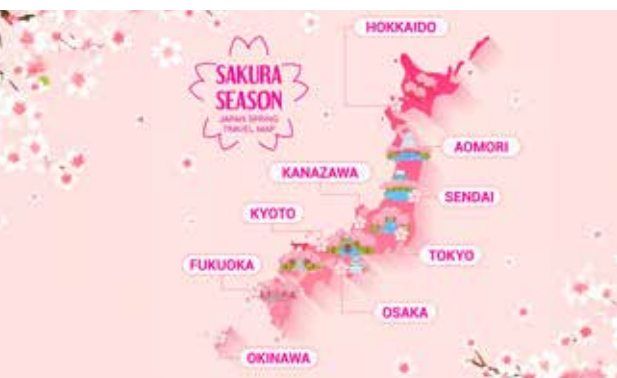 HOKKAIDO
SAKURA
SEASON
JAPAN SPRING
TRAVEL MAP
AOMORI
KANAZAWA
SENDAI
KYOTO
TOKYO
FUKUOKA
OSAKA
OKINAWA